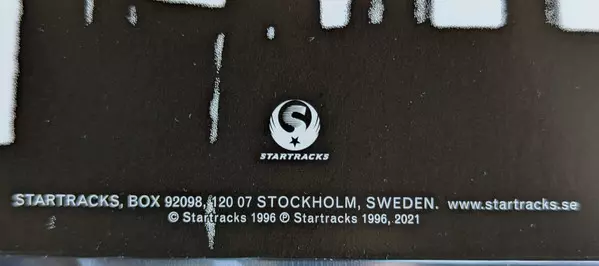 S
STARTRACKS
STARTRACKS, BOX 92098, 120 07 STOCKHOLM, SWEDEN. www.startracks.se
© Startracks 1996 ℗ Startracks 1996, 2021